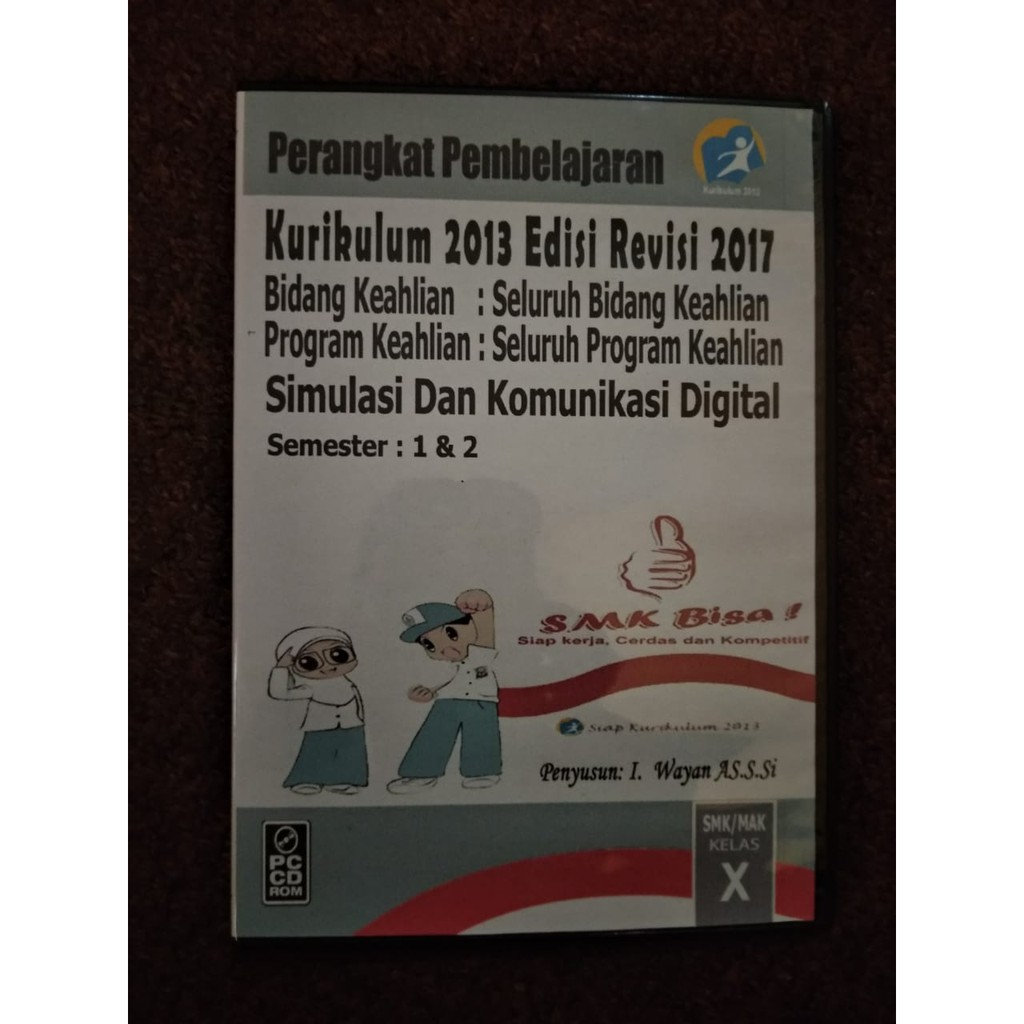 Perangkat Pembelajaran
Kurikulum 2013
Kurikulum 2013 Edisi Revisi 2017
Bidang Keahlian : Seluruh Bidang Keahlian
Program Keahlian : Seluruh Program Keahlian
Simulasi Dan Komunikasi Digital
Semester : 1 & 2
SMK Bisa !
Siap kerja, Cerdas dan Kompetitif
Siap Kurikulum 2013
Penyusun: I. Wayan AS.S.Si
PC
CD
ROM
SMK/MAK
KELAS
X